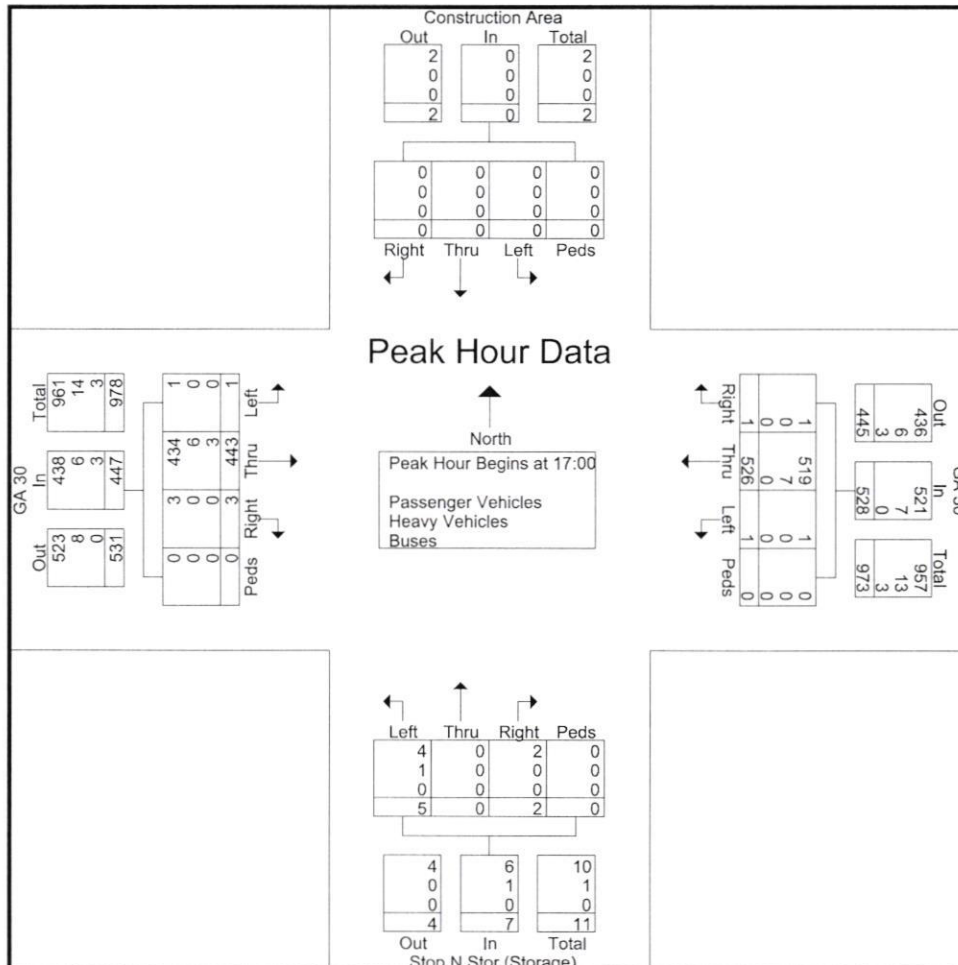 Construction Area
Out In Total
2 0 2
0 0 0
0 0 0
2 0 2
0 0 0 0
0 0 0 0
0 0 0 0
0 0 0 0
Right Thru Left Peds
Peak Hour Data
North
Peak Hour Begins at 17:00
Passenger Vehicles
Heavy Vehicles
Buses
GA 30
Total In Out
961 438 523
14 6 8
3 3 0
978 447 531
1 434 3 0
0 6 0 0
0 3 0 0
1 443 3 0
Left Thru Right Peds
GA 30
Out In Total
436 521 957
6 7 13
3 0 3
445 528 973
1 519 1 0
0 7 0 0
0 0 0 0
1 526 1 0
Right Thru Left Peds
Left Thru Right Peds
4 0 2 0
1 0 0 0
0 0 0 0
5 0 2 0
4 6 10
0 1 1
0 0 0
4 7 11
Out In Total
Stop N Stor (Storage)